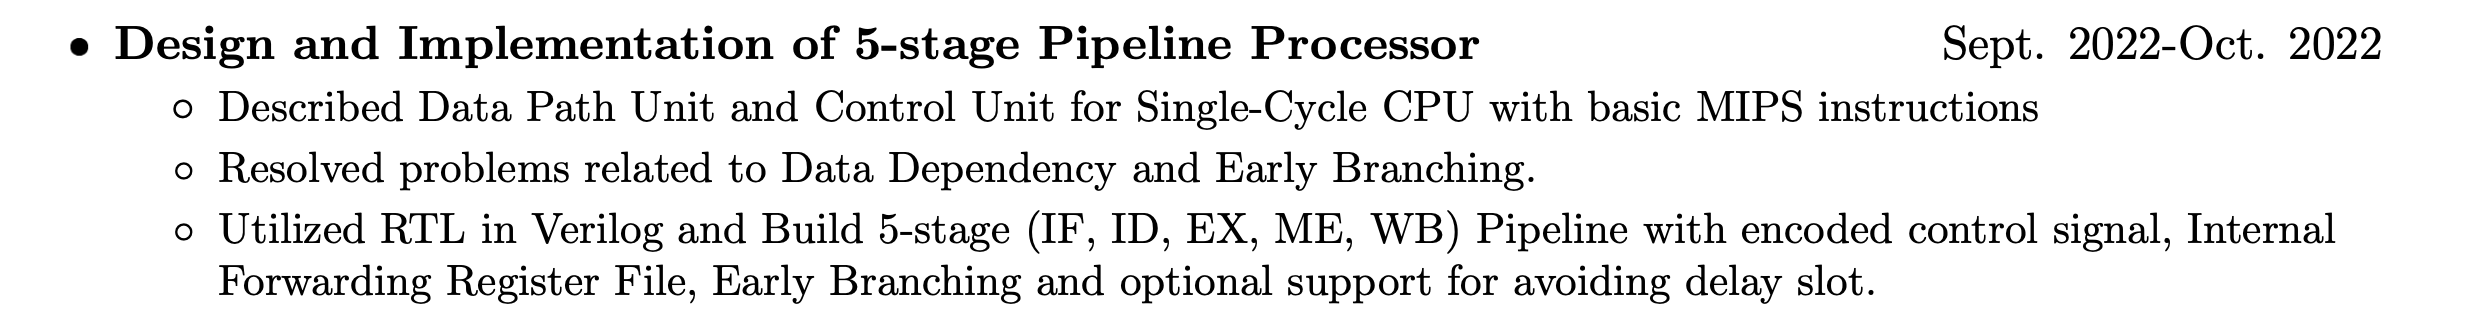 • Design and Implementation of 5-stage Pipeline Processor Sept. 2022-Oct. 2022
◦ Described Data Path Unit and Control Unit for Single-Cycle CPU with basic MIPS instructions
◦ Resolved problems related to Data Dependency and Early Branching.
◦ Utilized RTL in Verilog and Build 5-stage (IF, ID, EX, ME, WB) Pipeline with encoded control signal, Internal
Forwarding Register File, Early Branching and optional support for avoiding delay slot.